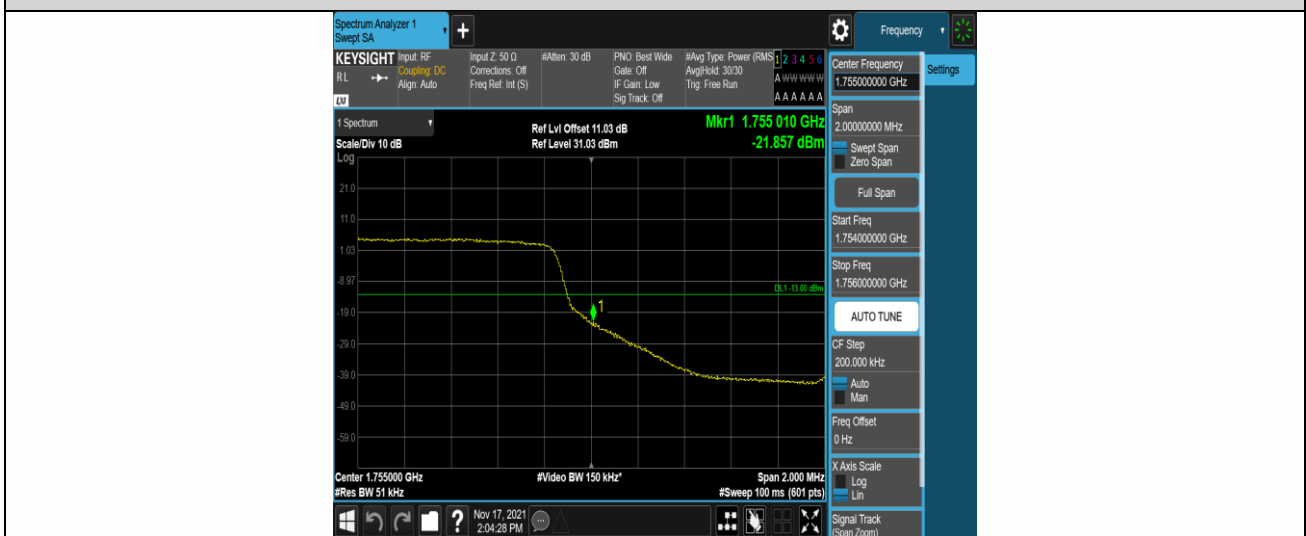 Spectrum Analyzer 1
Swept SA
+
Frequency
KEYSIGHT
R L
LXI
Input: RF
Coupling: DC
Align: Auto
Input Z: 50 Ω
Corrections: Off
Freq Ref: Int (S)
#Atten: 30 dB
PNO: Best Wide
Gate: Off
IF Gain: Low
Sig Track: Off
#Avg Type: Power (RMS
Avg|Hold: 30/30
Trig: Free Run
1 2 3 4 5 6
A W W W W W
A A A A A A
Center Frequency
1.755000000 GHz
Settings
Span
2.00000000 MHz
Swept Span
Zero Span
Full Span
Start Freq
1.754000000 GHz
Stop Freq
1.756000000 GHz
AUTO TUNE
CF Step
200.000 kHz
Auto
Man
Freq Offset
0 Hz
X Axis Scale
Log
Lin
Signal Track
(Span Zoom)
1 Spectrum
Scale/Div 10 dB
Log
Ref Lvl Offset 11.03 dB
Ref Level 31.03 dBm
Mkr1 1.755 010 GHz
-21.857 dBm
21.0
11.0
1.03
-8.97
-19.0
-29.0
-39.0
-49.0
-59.0
DL1 -13.00 dBm
1
Center 1.755000 GHz
#Res BW 51 kHz
#Video BW 150 kHz*
Span 2.000 MHz
#Sweep 100 ms (601 pts)
?
Nov 17, 2021
2:04:28 PM